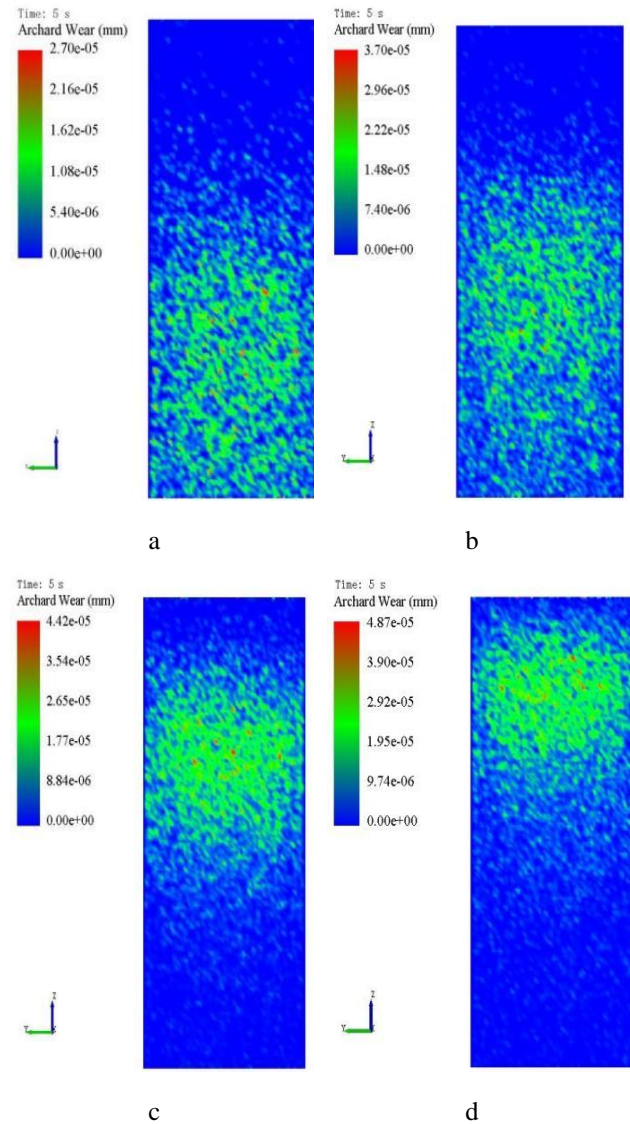 Time: 5 s
Archard Wear (mm)
2.70e-05
2.16e-05
1.62e-05
1.08e-05
5.40e-06
0.00e+00
a
Time: 5 s
Archard Wear (mm)
3.70e-05
2.96e-05
2.22e-05
1.48e-05
7.40e-06
0.00e+00
Z
Y
X
b
Time: 5 s
Archard Wear (mm)
4.42e-05
3.54e-05
2.65e-05
1.77e-05
8.84e-06
0.00e+00
Z
Y
X
c
Time: 5 s
Archard Wear (mm)
4.87e-05
3.90e-05
2.92e-05
1.95e-05
9.74e-06
0.00e+00
Z
Y
X
d